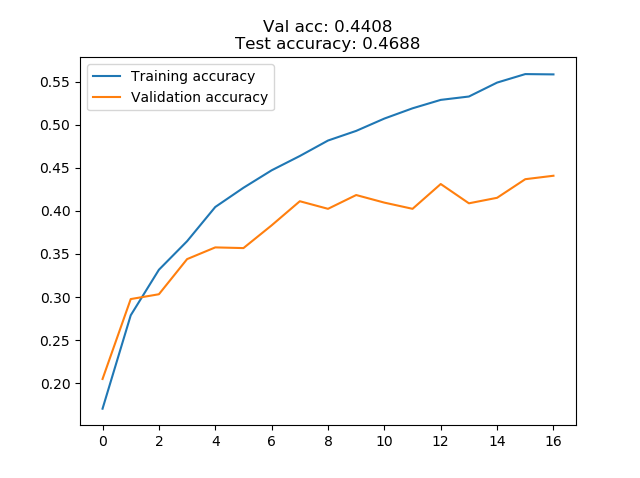 Val acc: 0.4408
Test accuracy: 0.4688
Training accuracy
Validation accuracy
0.55
0.50
0.45
0.40
0.35
0.30
0.25
0.20
0 2 4 6 8 10 12 14 16